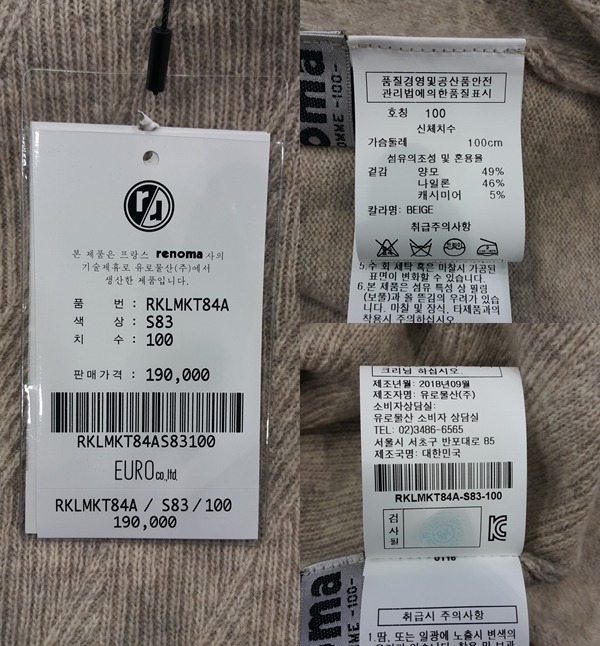 본 제품은 프랑스 renoma 사의
기술제휴로 유로물산(주)에서
생산한 제품입니다.
품 번 : RKLMKT84A
색 상 : S83
치 수 : 100
판매가격 : 190,000
RKLMKT84AS83100
EURO co.,ltd.
RKLMKT84A / S83 / 100
190,000
oma
OMME -100-
품질경영및공산품안전
관리법에의한품질표시
호칭 100
신체치수
가슴둘레 100cm
섬유의조성 및 혼용율
겉감 양모 49%
나일론 46%
캐시미어 5%
칼라명: BEIGE
취급주의사항
5.수 회 세탁 혹은 마찰시 가공된
표면이 변화할 수 있습니다.
6.본 제품은 섬유 특성 상 필링
(보풀)과 올 뜯김의 우려가 있습
니다. 마찰 및 장식, 타제품과의
착용시 주의하십시오.
크리닝 하십시오.
제조년월: 2018년09월
제조자명: 유로물산(주)
소비자상담실:
유로물산 소비자 상담실
TEL: 02)3486-6565
서울시 서초구 반포대로 85
제조국명: 대한민국
RKLMKT84A-S83-100
검사필
0116
oma
MME -100-
취급시 주의사항
1.땀, 또는 일광에 노출시 변색의